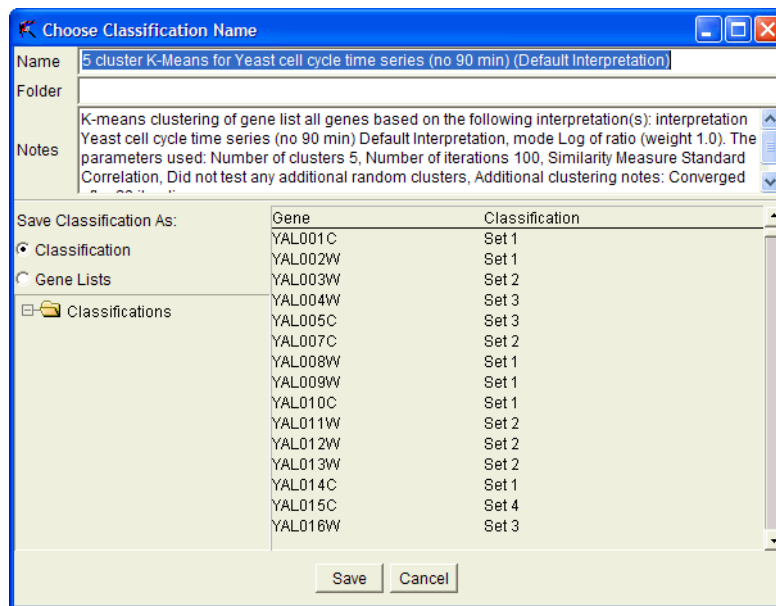 Choose Classification Name
Name 5 cluster K-Means for Yeast cell cycle time series (no 90 min) (Default Interpretation)
Folder
Notes
K-means clustering of gene list all genes based on the following interpretation(s): interpretation
Yeast cell cycle time series (no 90 min) Default Interpretation, mode Log of ratio (weight 1.0). The
parameters used: Number of clusters 5, Number of iterations 100, Similarity Measure Standard
Correlation, Did not test any additional random clusters, Additional clustering notes: Converged
Save Classification As:
Classification
Gene Lists
Classifications
Gene Classification
YAL001C Set 1
YAL002W Set 1
YAL003W Set 2
YAL004W Set 3
YAL005C Set 3
YAL007C Set 2
YAL008W Set 1
YAL009W Set 1
YAL010C Set 1
YAL011W Set 2
YAL012W Set 2
YAL013W Set 2
YAL014C Set 1
YAL015C Set 4
YAL016W Set 3
Save Cancel